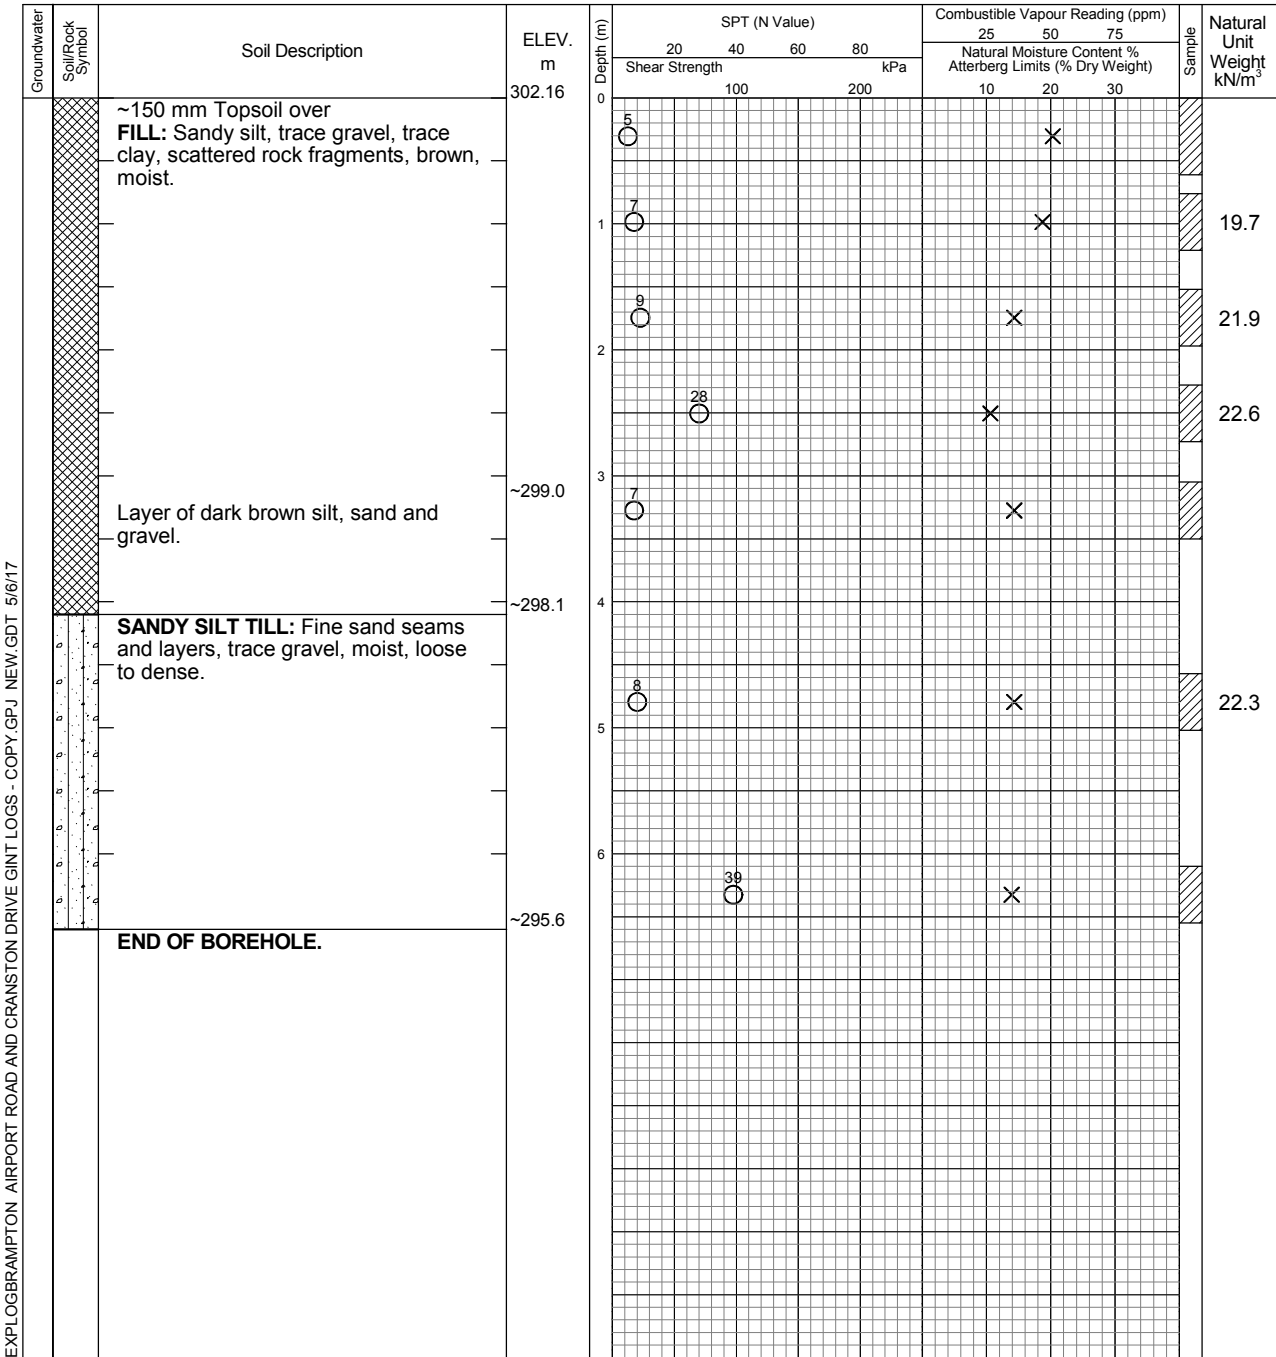 Groundwater
Soil/Rock
Symbol
Soil Description
ELEV.
m
302.16
Depth (m)
SPT (N Value)
20 40 60 80
Shear Strength kPa
100 200
Combustible Vapour Reading (ppm)
25 50 75
Natural Moisture Content %
Atterberg Limits (% Dry Weight)
10 20 30
Sample
Natural
Unit
Weight
kN/m³
0
~150 mm Topsoil over
FILL: Sandy silt, trace gravel, trace
clay, scattered rock fragments, brown,
moist.
5
7
1
19.7
9
21.9
2
28
22.6
3
~299.0
7
Layer of dark brown silt, sand and
gravel.
~298.1
4
SANDY SILT TILL: Fine sand seams
and layers, trace gravel, moist, loose
to dense.
8
22.3
5
6
39
~295.6
END OF BOREHOLE.
EXPLOGBRAMPTON AIRPORT ROAD AND CRANSTON DRIVE GINT LOGS - COPY.GPJ NEW.GDT 5/6/17